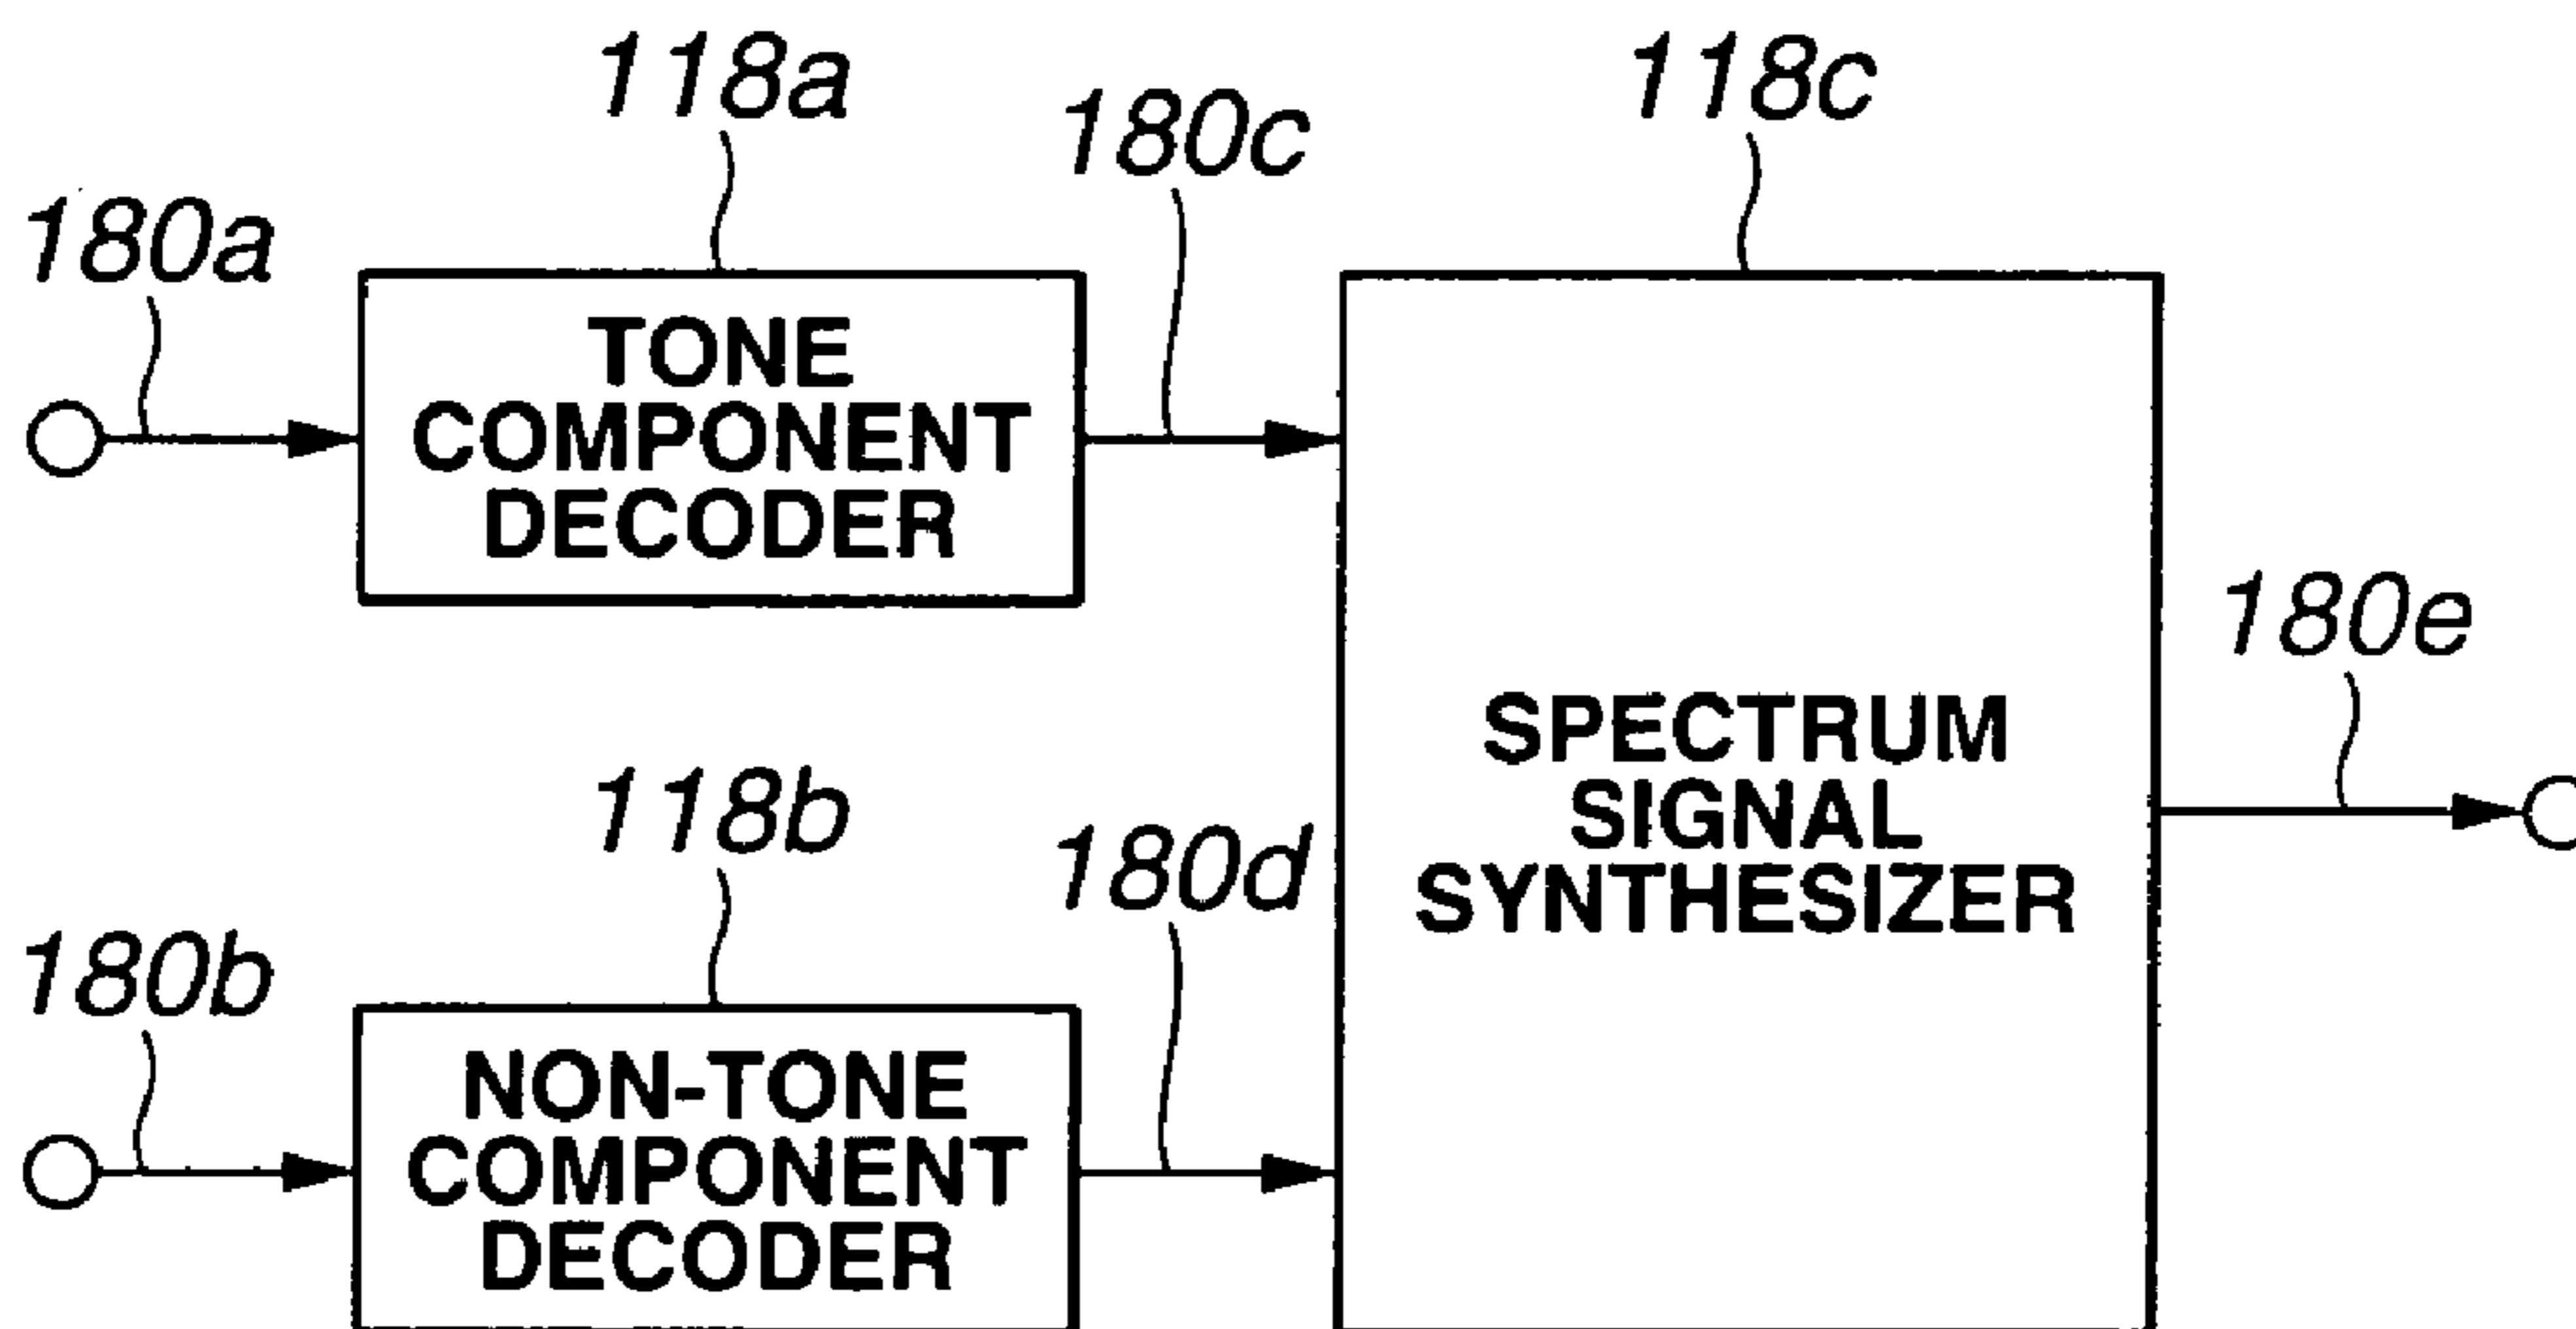 118a
118c
180c
180a
TONE
COMPONENT
DECODER
180e
SPECTRUM
SIGNAL
SYNTHESIZER
118b
180d
180b
NON-TONE
COMPONENT
DECODER